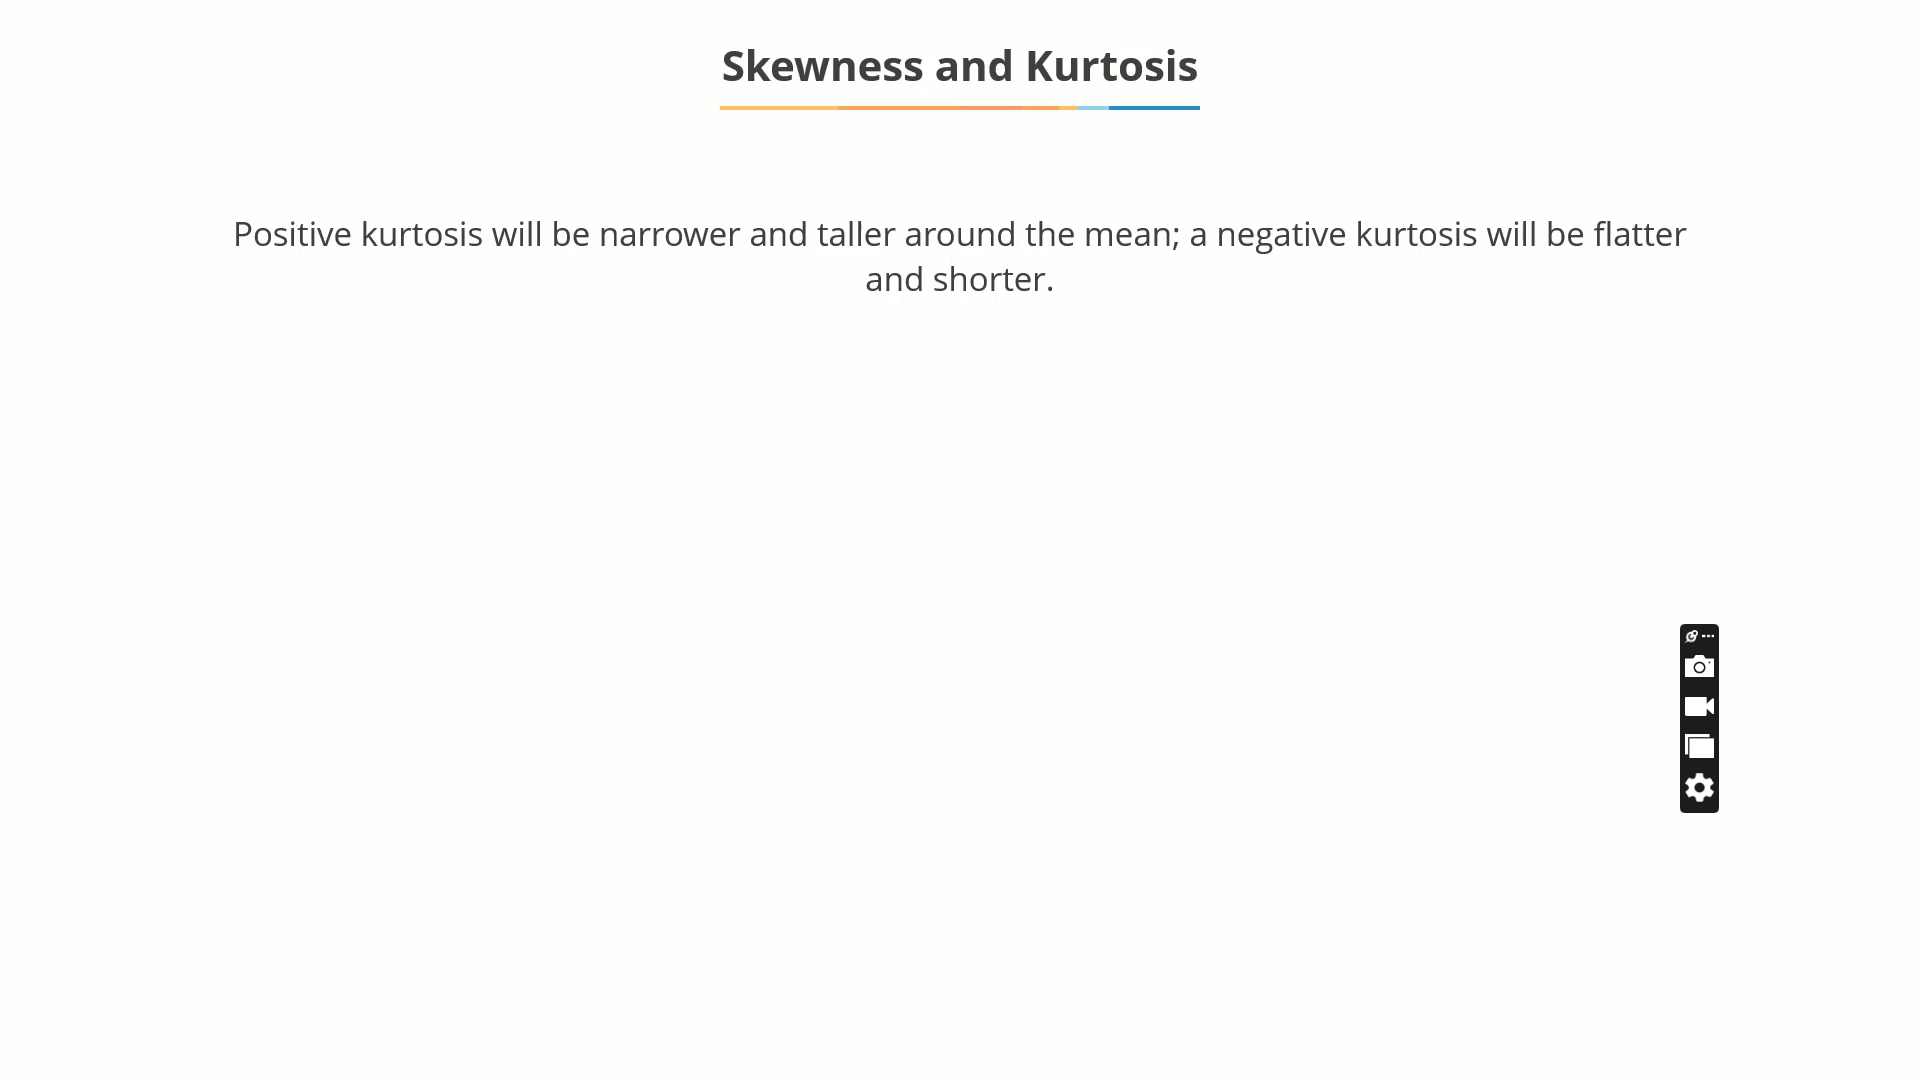 Skewness and Kurtosis
Positive kurtosis will be narrower and taller around the mean; a negative kurtosis will be flatter
and shorter.